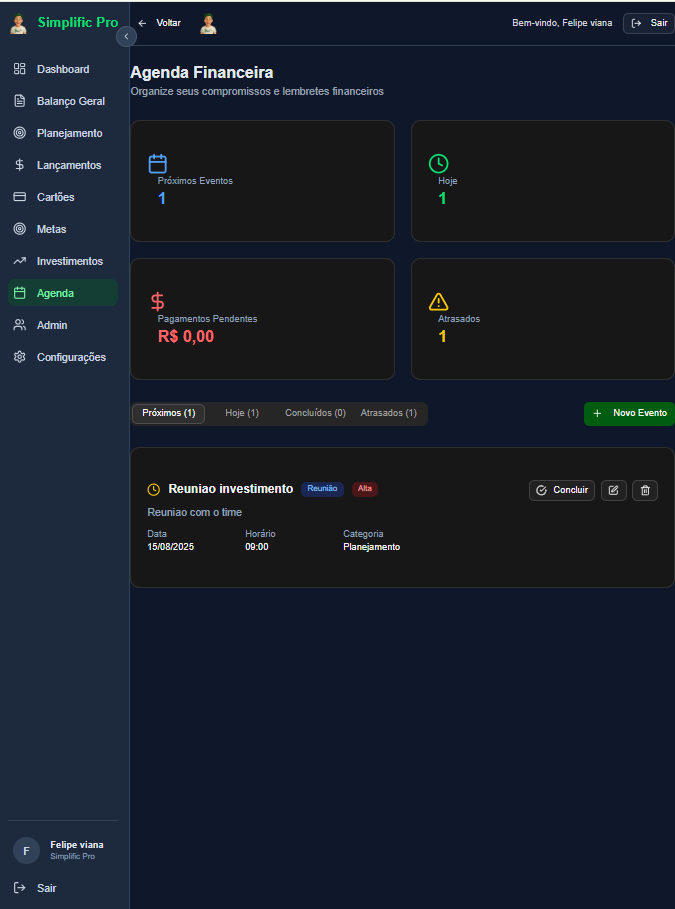 Simplific Pro
Voltar
Bem-vindo, Felipe viana
Sair
Dashboard
Balanço Geral
Planejamento
Lançamentos
Cartões
Metas
Investimentos
Agenda
Admin
Configurações
Agenda Financeira
Organize seus compromissos e lembretes financeiros
Próximos Eventos
1
Hoje
1
Pagamentos Pendentes
R$ 0,00
Atrasados
1
Próximos (1)
Hoje (1)
Concluídos (0)
Atrasados (1)
Novo Evento
Reuniao investimento
Reunião
Alta
Concluir
Reuniao com o time
Data
Horário
Categoria
15/08/2025
09:00
Planejamento
F
Felipe viana
Simplific Pro
Sair